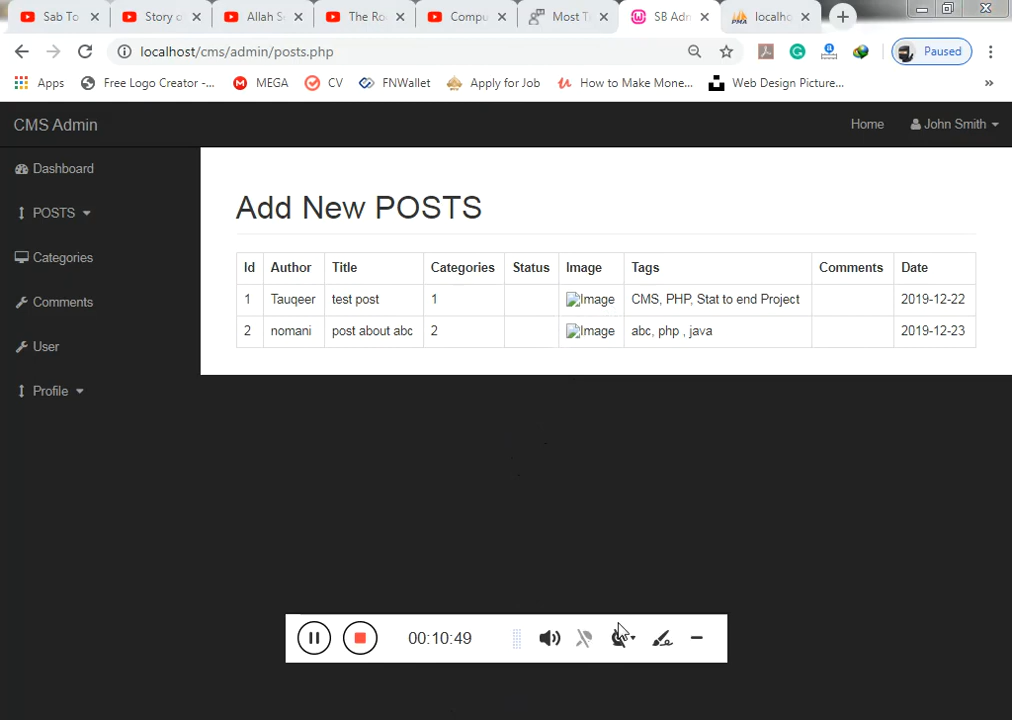 Sab To Story o Allah S The Ro Compu Most T SB Adn localho
localhost/cms/admin/posts.php Paused
Apps Free Logo Creator -... MEGA CV FNWallet Apply for Job How to Make Mone... Web Design Picture... »
CMS Admin Home John Smith
Dashboard
POSTS
Categories
Comments
User
Profile
Add New POSTS
Id Author Title Categories Status Image Tags Comments Date
1 Tauqeer test post 1 Image CMS, PHP, Stat to end Project 2019-12-22
2 nomani post about abc 2 Image abc, php , java 2019-12-23
00:10:49